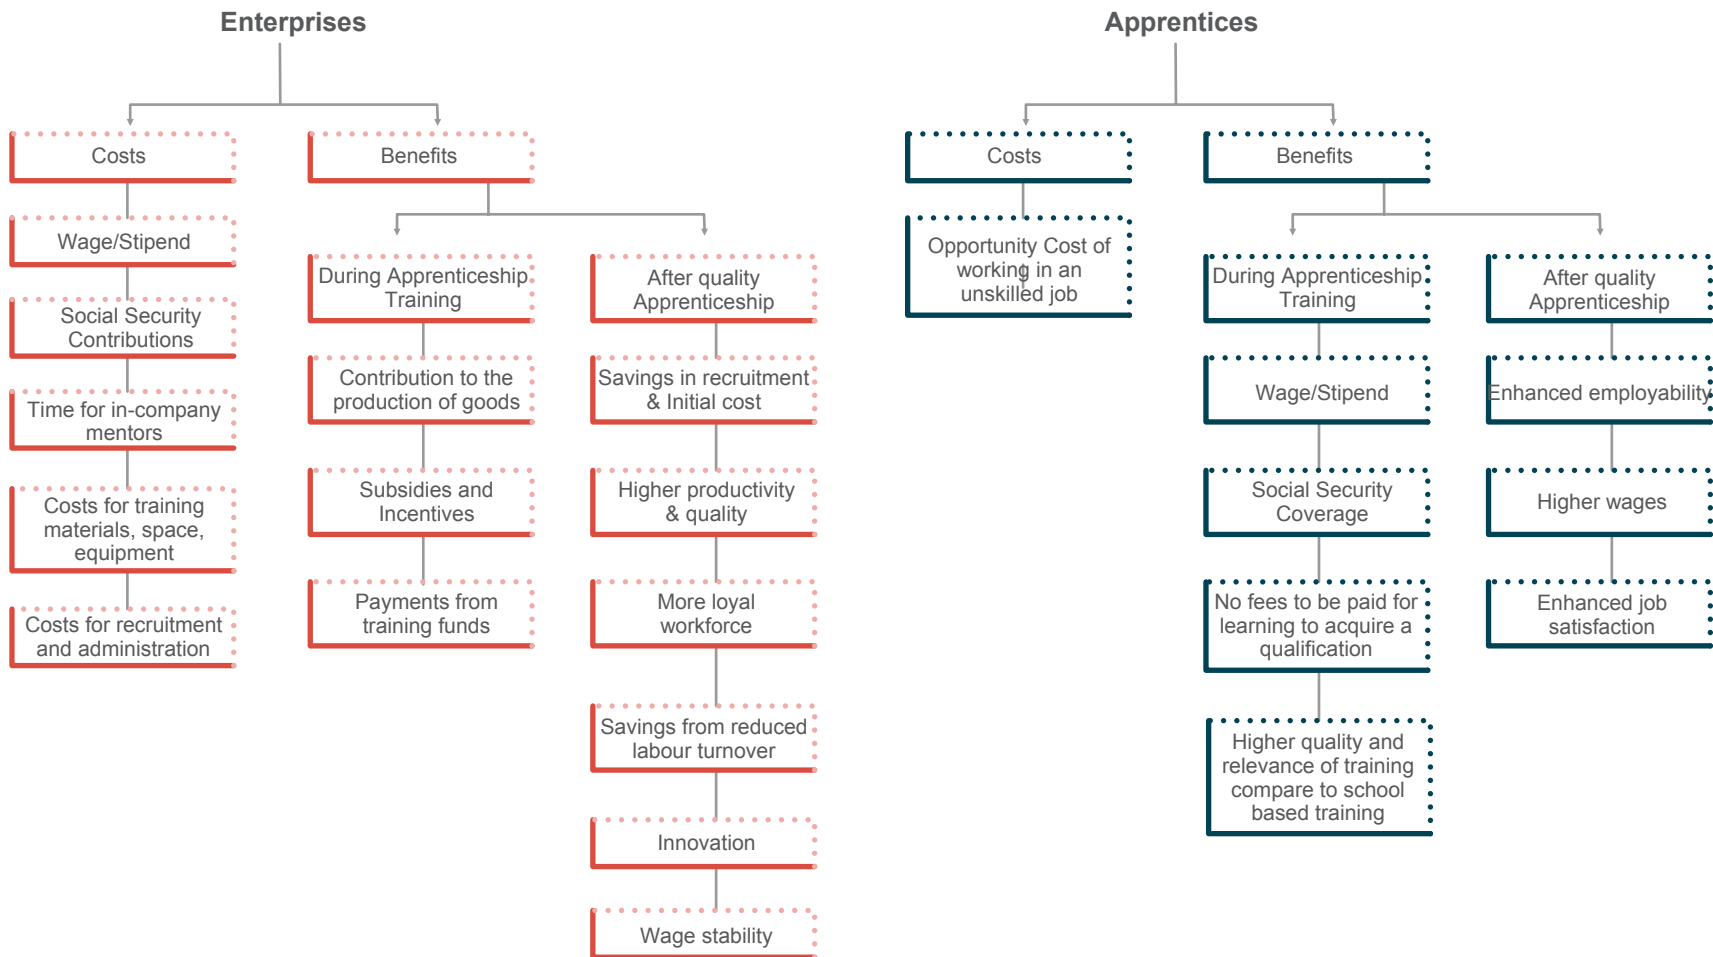 Enterprises
Costs
Wage/Stipend
Social Security
Contributions
Time for in-company
mentors
Costs for training
materials, space,
equipment
Costs for recruitment
and administration
Benefits
During Apprenticeship
Training
Contribution to the
production of goods
Subsidies and
Incentives
Payments from
training funds
After quality
Apprenticeship
Savings in recruitment
& Initial cost
Higher productivity
& quality
More loyal
workforce
Savings from reduced
labour turnover
Innovation
Wage stability
Apprentices
Costs
Opportunity Cost of
working in an
unskilled job
Benefits
During Apprenticeship
Training
Wage/Stipend
Social Security
Coverage
No fees to be paid for
learning to acquire a
qualification
Higher quality and
relevance of training
compare to school
based training
After quality
Apprenticeship
Enhanced employability
Higher wages
Enhanced job
satisfaction